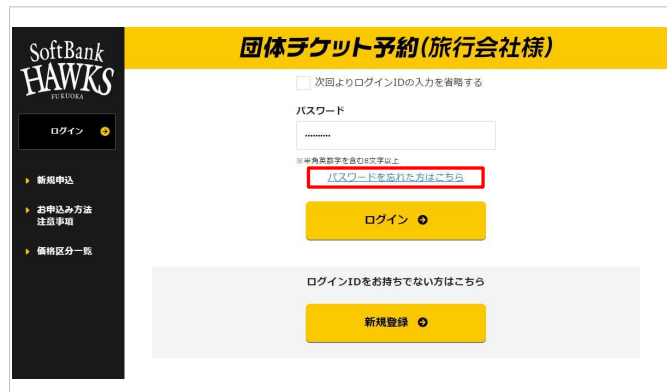 SoftBank
HAWKS
FUKUOKA
ログイン
新規申込
お申込み方法
注意事項
価格区分一覧
団体チケット予約(旅行会社様)
次回よりログインIDの入力を省略する
パスワード
••••••••••
※半角英数字を含む8文字以上
パスワードを忘れた方はこちら
ログイン
ログインIDをお持ちでない方はこちら
新規登録